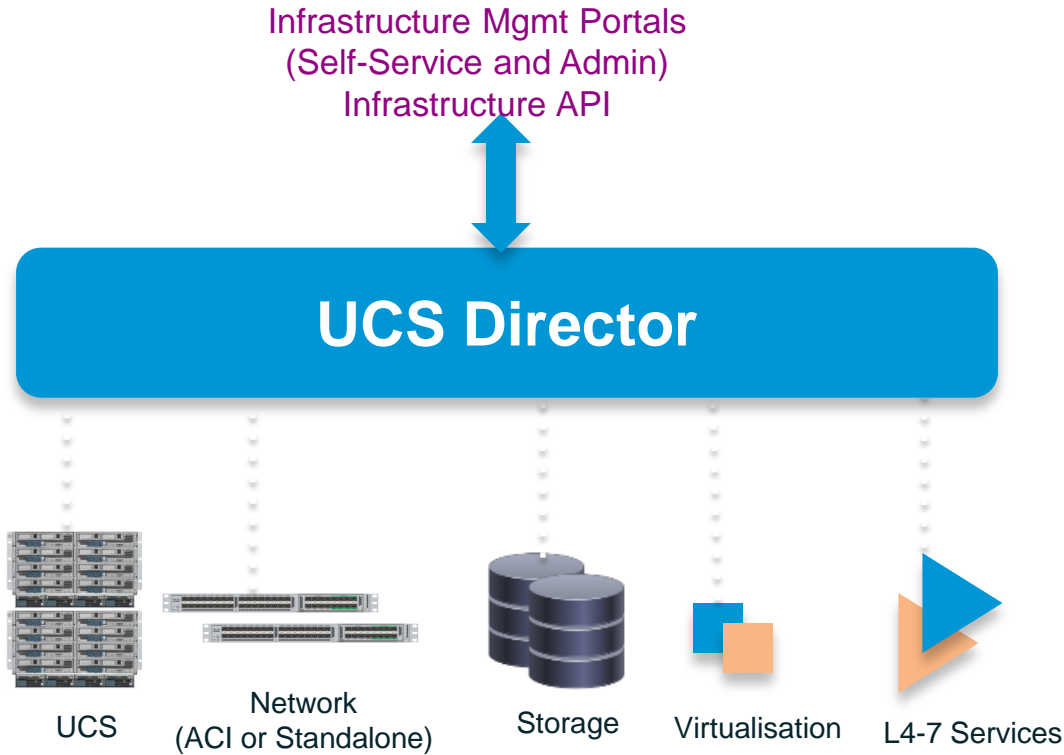 Infrastructure Mgmt Portals
(Self-Service and Admin)
Infrastructure API
UCS Director
UCS
Network
(ACI or Standalone)
Storage
Virtualisation
L4-7 Services